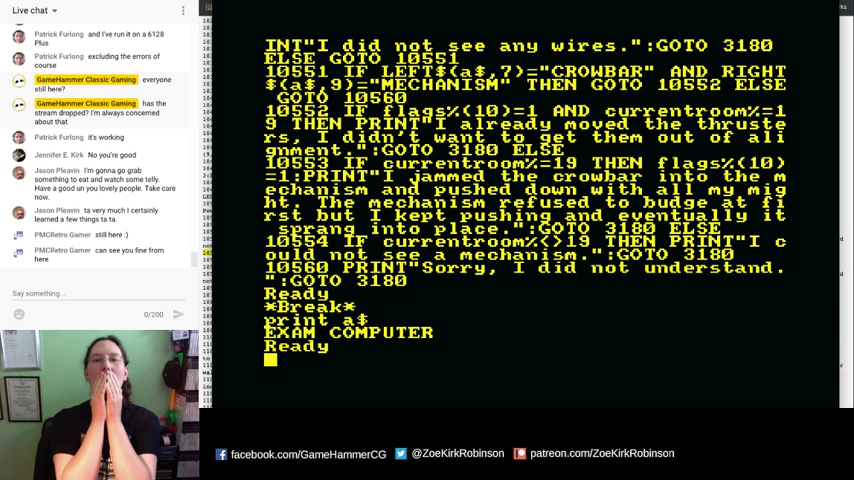 Live chat
Patrick Furlong and I've run it on a 6128
Plus
Patrick Furlong excluding the errors of
course
GameHammer Classic Gaming everyone
still here?
GameHammer Classic Gaming has the
stream dropped? I'm always concerned
about that
Patrick Furlong it's working
Jennifer E. Kirk No you're good
Jason Pleavin I'm gonna go grab
something to eat and watch some telly.
Have a good un you lovely people. Take care
now.
Jason Pleavin ta very much I certainly
learned a few things ta ta.
PMCRetro Gamer still here :)
PMCRetro Gamer can see you fine from
here
Say something...
0/200
INT"I did not see any wires.":GOTO 3180
ELSE GOTO 10551
10551 IF LEFT$(a$,7)="CROWBAR" AND RIGHT
$(a$,9)="MECHANISM" THEN GOTO 10552 ELSE
GOTO 10560
10552 IF flags%(10)=1 AND currentroom%=1
9 THEN PRINT"I already moved the thruste
rs, I didn't want to get them out of ali
gnment.":GOTO 3180 ELSE
10553 IF currentroom%=19 THEN flags%(10)
=1:PRINT"I jammed the crowbar into the m
echanism and pushed down with all my mig
ht. The mechanism refused to budge at fi
rst but I kept pushing and eventually it
sprang into place.":GOTO 3180 ELSE
10554 IF currentroom%<>19 THEN PRINT"I c
ould not see a mechanism.":GOTO 3180
10560 PRINT"Sorry, I did not understand.
":GOTO 3180
Ready
*Break*
print a$
EXAM COMPUTER
Ready
facebook.com/GameHammerCG @ZoeKirkRobinson patreon.com/ZoeKirkRobinson